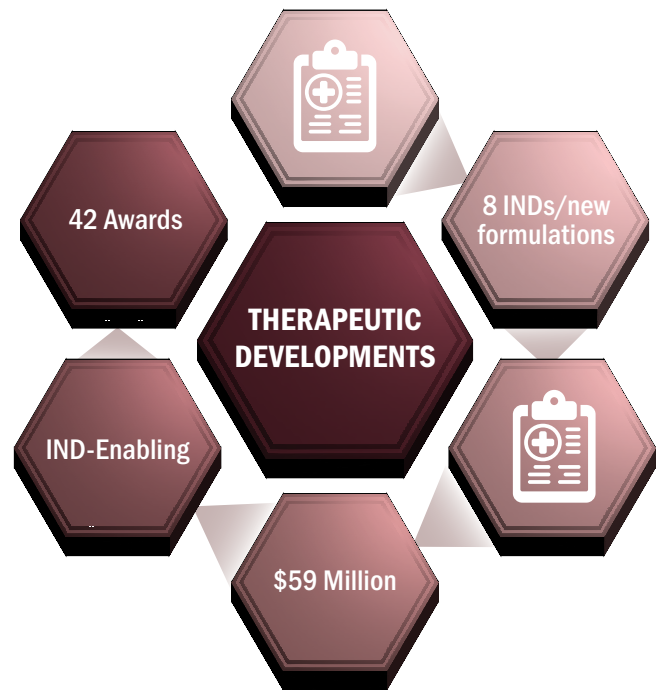 42 Awards
8 INDs/new
formulations
THERAPEUTIC
DEVELOPMENTS
IND-Enabling
$59 Million